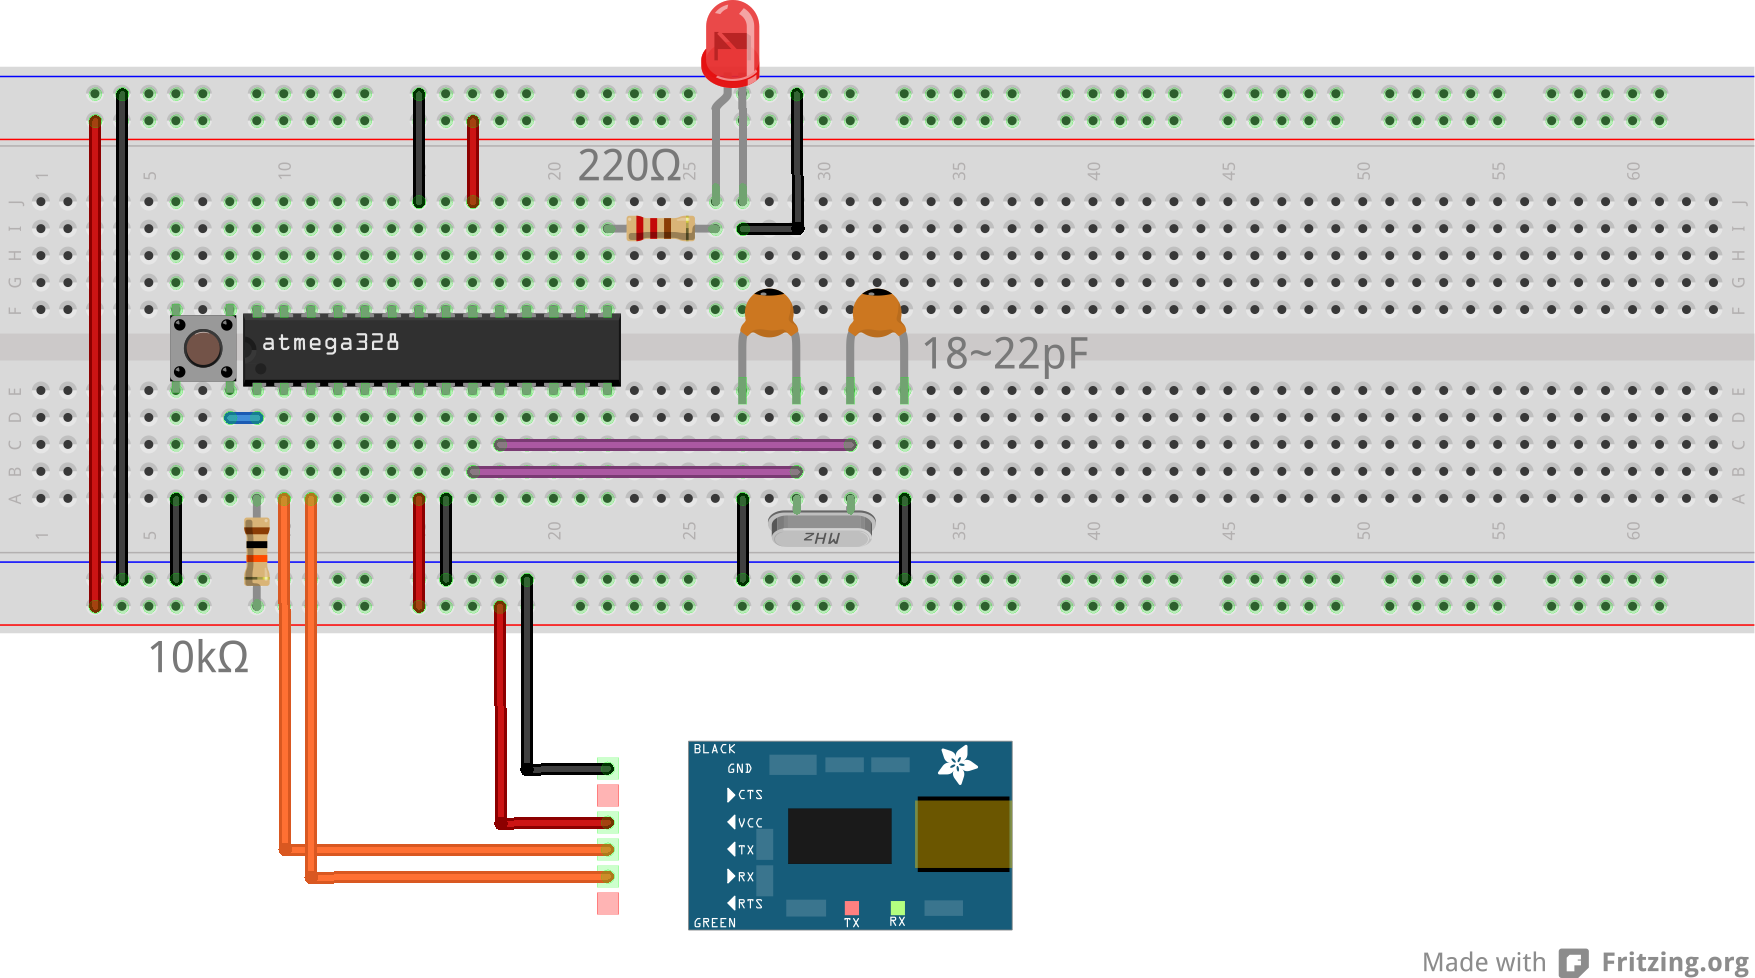 1 5 10 20 25 30 35 40 45 50 55 60
220Ω
J J
I I
H H
G G
F F
atmega328
18~22pF
E E
D D
C C
B B
A A
1 5 10 20 25 35 40 45 50 55 60
MHz
10kΩ
BLACK
GND
CTS
VCC
TX
RX
RTS
GREEN
TX RX
Made with Fritzing.org